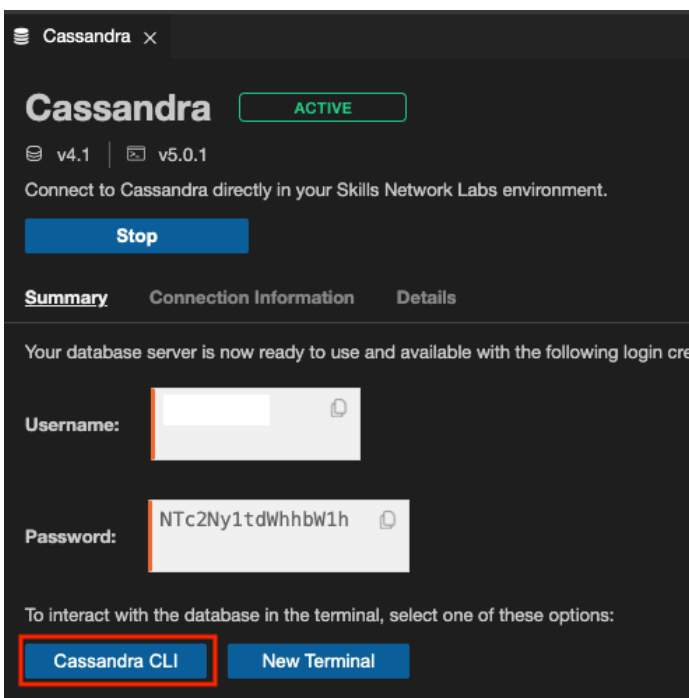 Cassandra
Cassandra ACTIVE
v4.1 v5.0.1
Connect to Cassandra directly in your Skills Network Labs environment.
Stop
Summary Connection Information Details
Your database server is now ready to use and available with the following login cre
Username:
NTc2Ny1tdWhhbW1h
Password:
To interact with the database in the terminal, select one of these options:
Cassandra CLI New Terminal